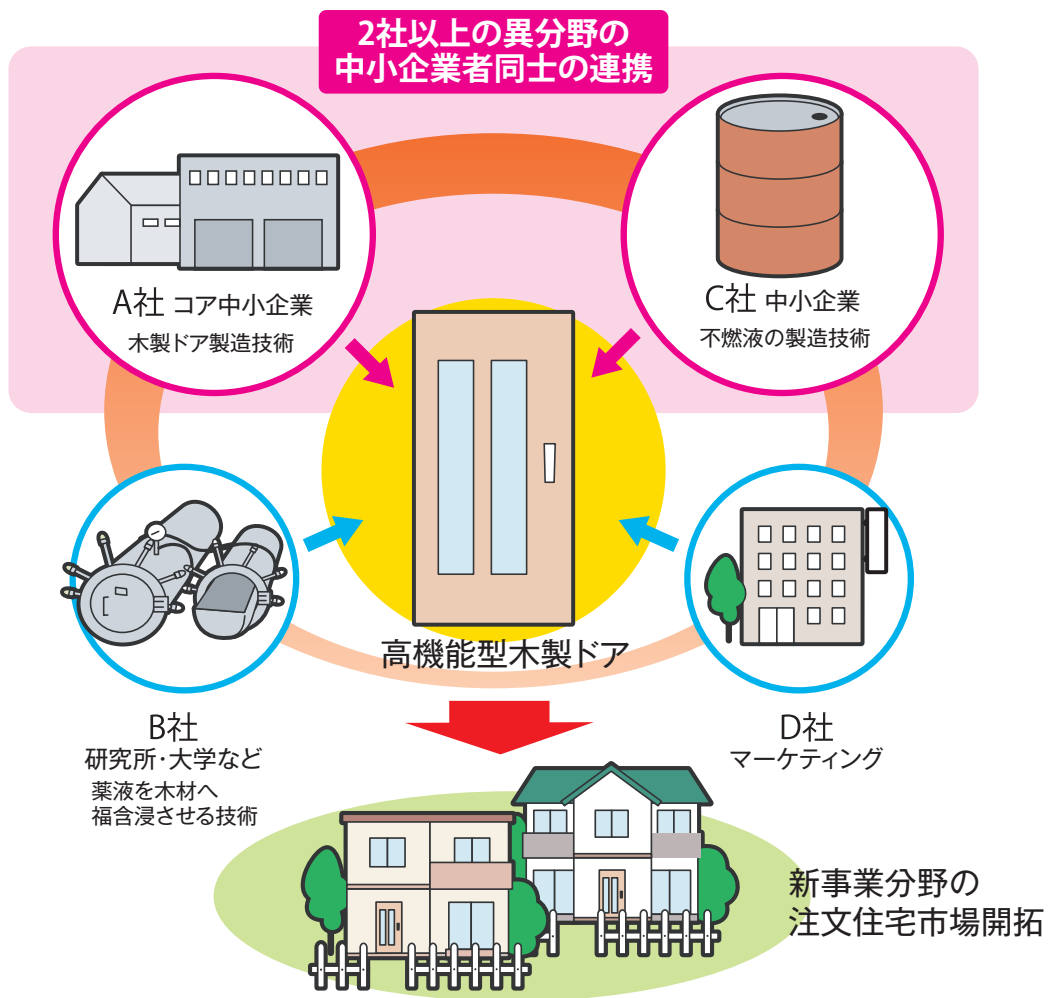 2社以上の異分野の
中小企業者同士の連携
A社 コア中小企業
木製ドア製造技術
C社 中小企業
不燃液の製造技術
高機能型木製ドア
B社
研究所・大学など
薬液を木材へ
福含浸させる技術
D社
マーケティング
新事業分野の
注文住宅市場開拓